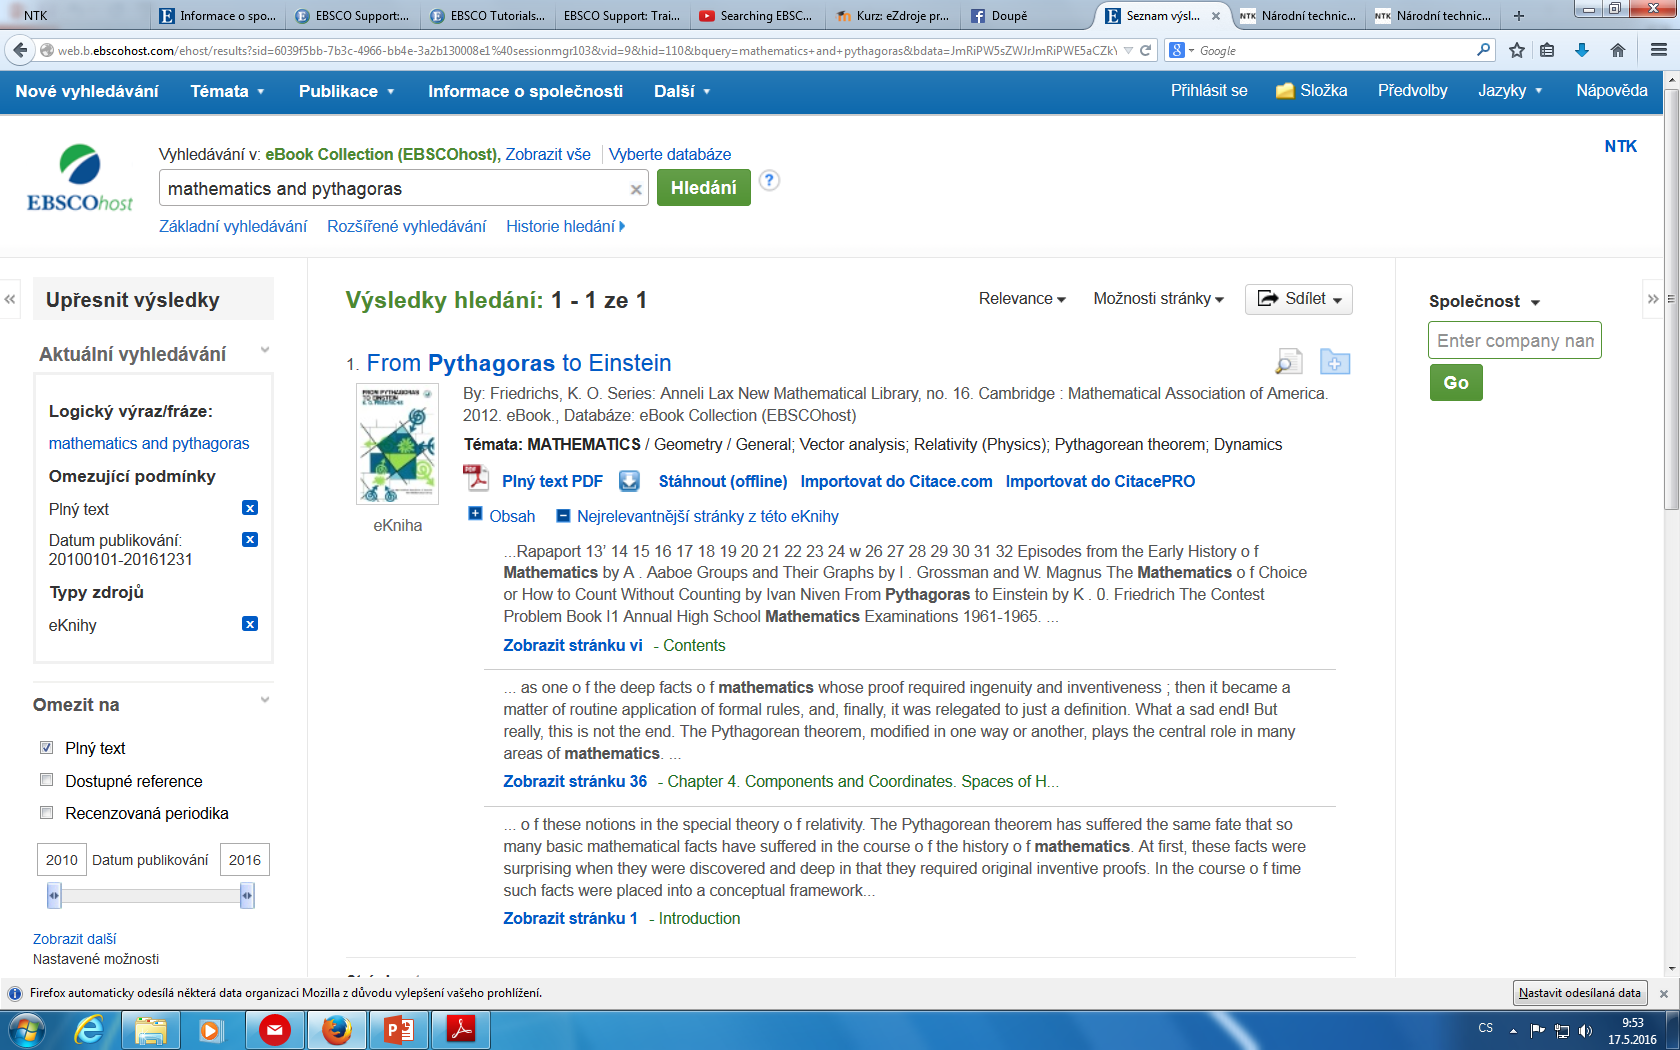 NTK
Informace o spo...
EBSCO Support:...
EBSCO Tutorials...
EBSCO Support: Trai...
Searching EBSC...
Kurz: eZdroje pr...
Doupě
Seznam výsl...
Národní technic...
Národní technic...
web.b.ebscohost.com/ehost/results?sid=6039f5bb-7b3c-4966-bb4e-3a2b130008e1%40sessionmgr103&vid=9&hid=110&bquery=mathematics+and+pythagoras&bdata=JmRiPW5sZWJrJmRiPWE5aCZkY
Google
Nové vyhledávání Témata Publikace Informace o společnosti Další Přihlásit se Složka Předvolby Jazyky Nápověda
NTK
EBSCOhost
Vyhledávání v: eBook Collection (EBSCOhost), Zobrazit vše Vyberte databáze
mathematics and pythagoras
Hledání
?
Základní vyhledávání Rozšířené vyhledávání Historie hledání
Upřesnit výsledky
Aktuální vyhledávání
Logický výraz/fráze:
mathematics and pythagoras
Omezující podmínky
Plný text
Datum publikování:
20100101-20161231
Typy zdrojů
eKnihy
Omezit na
Plný text
Dostupné reference
Recenzovaná periodika
2010 Datum publikování 2016
Zobrazit další
Nastavené možnosti
Výsledky hledání: 1 - 1 ze 1
Relevance Možnosti stránky Sdílet
1. From Pythagoras to Einstein
FROM PYTHAGORAS
TO EINSTEIN
eKniha
By: Friedrichs, K. O. Series: Anneli Lax New Mathematical Library, no. 16. Cambridge : Mathematical Association of America.
2012. eBook., Databáze: eBook Collection (EBSCOhost)
Témata: MATHEMATICS / Geometry / General; Vector analysis; Relativity (Physics); Pythagorean theorem; Dynamics
PDF Plný text PDF Stáhnout (offline) Importovat do Citace.com Importovat do CitacePRO
Obsah Nejrelevantnější stránky z této eKnihy
...Rapaport 13’ 14 15 16 17 18 19 20 21 22 23 24 w 26 27 28 29 30 31 32 Episodes from the Early History o f
Mathematics by A . Aaboe Groups and Their Graphs by I . Grossman and W. Magnus The Mathematics o f Choice
or How to Count Without Counting by Ivan Niven From Pythagoras to Einstein by K . 0. Friedrich The Contest
Problem Book I1 Annual High School Mathematics Examinations 1961-1965. ...
Zobrazit stránku vi - Contents
... as one o f the deep facts o f mathematics whose proof required ingenuity and inventiveness ; then it became a
matter of routine application of formal rules, and, finally, it was relegated to just a definition. What a sad end! But
really, this is not the end. The Pythagorean theorem, modified in one way or another, plays the central role in many
areas of mathematics. ...
Zobrazit stránku 36 - Chapter 4. Components and Coordinates. Spaces of H...
... o f these notions in the special theory o f relativity. The Pythagorean theorem has suffered the same fate that so
many basic mathematical facts have suffered in the course o f the history o f mathematics. At first, these facts were
surprising when they were discovered and deep in that they required original inventive proofs. In the course o f time
such facts were placed into a conceptual framework...
Zobrazit stránku 1 - Introduction
Společnost
Enter company nam
Go
Firefox automaticky odesílá některá data organizaci Mozilla z důvodu vylepšení vašeho prohlížení.
Nastavit odesílaná data
CS
9:53
17.5.2016